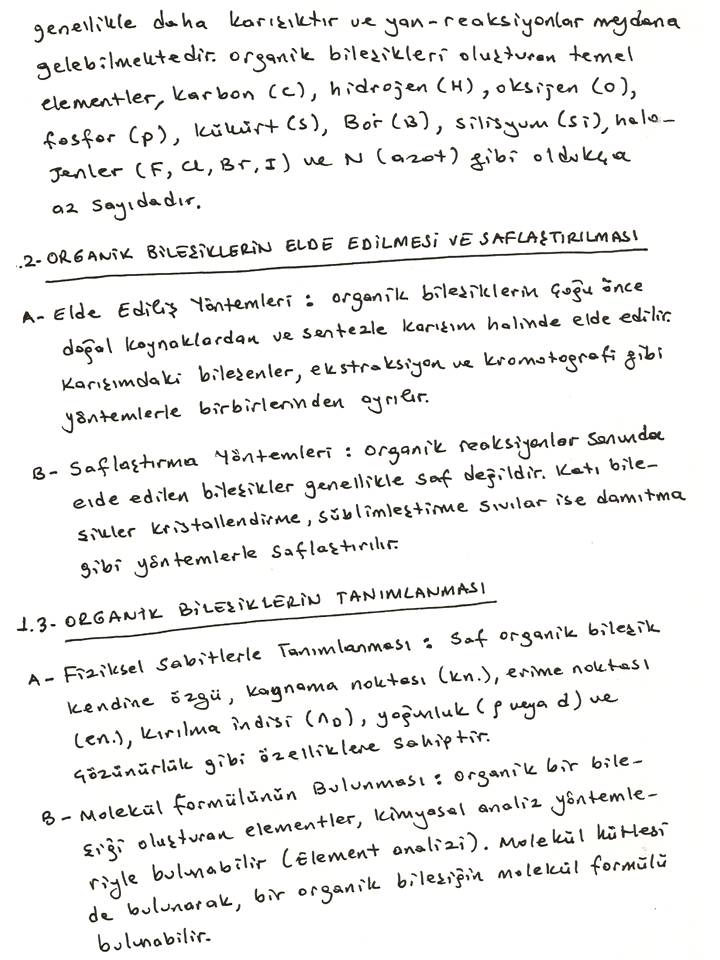 genellikle daha karışıktır ve yan-reaksiyonlar meydana
gelebilmektedir. organik bileşikleri oluşturan temel
elementler, karbon (C), hidrojen (H), oksijen (O),
fosfor (P), kükürt (S), Bor (B), silisyum (Si), halo-
jenler (F, Cl, Br, I) ve N (azot) gibi oldukça
az sayıdadır.
.2- ORGANİK BİLEŞİKLERİN ELDE EDİLMESİ VE SAFLAŞTIRILMASI
A- Elde Ediliş Yöntemleri : organik bileşiklerin çoğu önce
doğal kaynaklardan ve sentezle karışım halinde elde edilir.
Karışımdaki bileşenler, ekstraksiyon ve kromotografi gibi
yöntemlerle birbirlerinden ayrılır.
B- Saflaştırma Yöntemleri : organik reaksiyonlar sonunda
elde edilen bileşikler genellikle saf değildir. Katı bile-
şikler kristallendirme, süblimleştirme sıvılar ise damıtma
gibi yöntemlerle saflaştırılır.
1.3- ORGANİK BİLEŞİKLERİN TANIMLANMASI
A- Fiziksel Sabitlerle Tanımlanması : Saf organik bileşik
kendine özgü, kaynama noktası (kn.), erime noktası
(en.), kırılma indisi (nD), yoğunluk (ρ veya d) ve
çözünürlük gibi özelliklere sahiptir.
B- Molekül formülünün Bulunması : organik bir bile-
şiği oluşturan elementler, kimyasal analiz yöntemle-
riyle bulunabilir (Element analizi). Molekül kütlesi
de bulunarak, bir organik bileşiğin molekül formülü
bulunabilir.